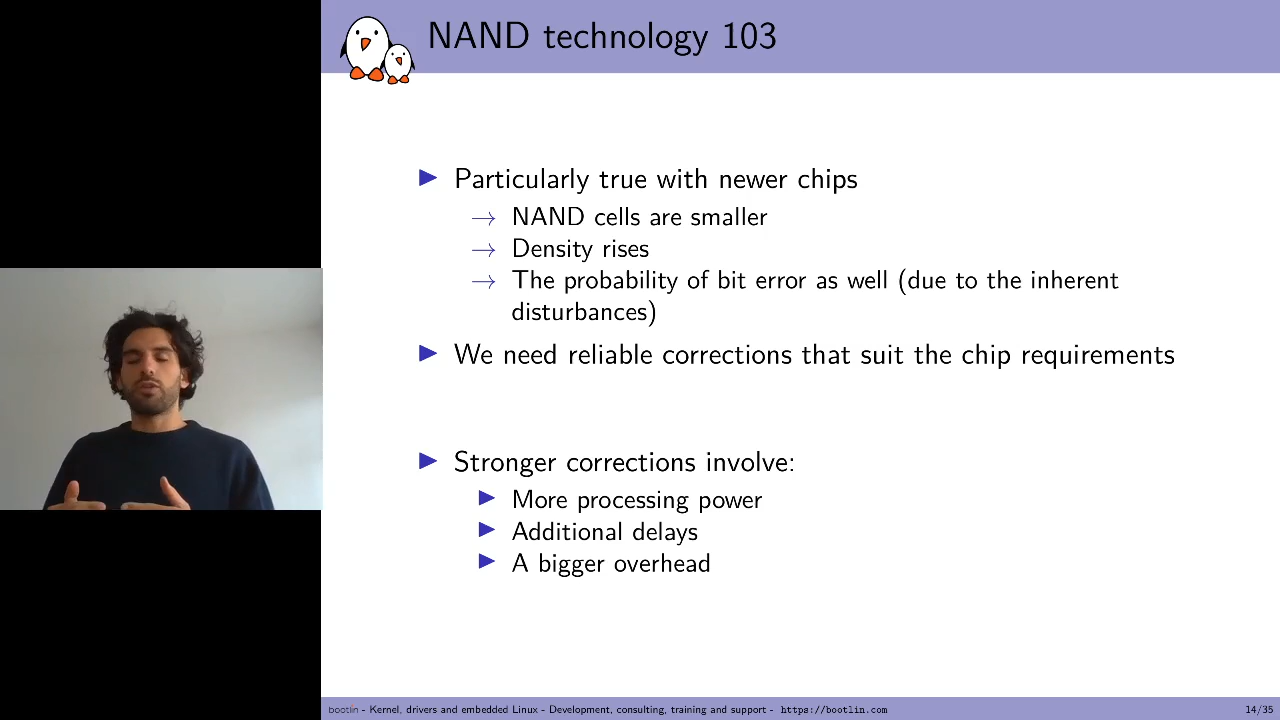 NAND technology 103
▶ Particularly true with newer chips
→ NAND cells are smaller
→ Density rises
→ The probability of bit error as well (due to the inherent
disturbances)
▶ We need reliable corrections that suit the chip requirements
▶ Stronger corrections involve:
▶ More processing power
▶ Additional delays
▶ A bigger overhead
bootlin - Kernel, drivers and embedded Linux - Development, consulting, training and support - https://bootlin.com 14/35